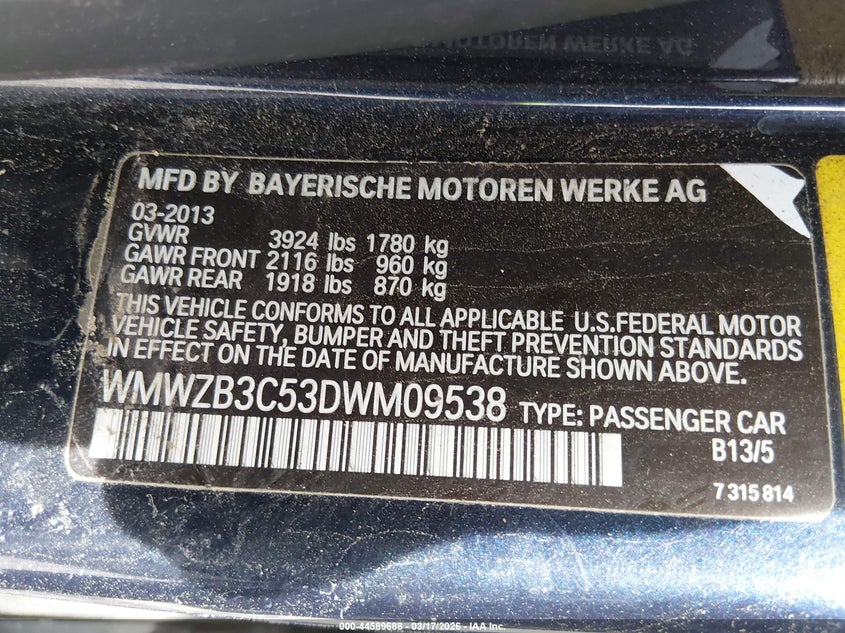 MOTOREN WERKE AG
MFD BY BAYERISCHE MOTOREN WERKE AG
03-2013
GVWR 3924 lbs 1780 kg
GAWR FRONT 2116 lbs 960 kg
GAWR REAR 1918 lbs 870 kg
THIS VEHICLE CONFORMS TO ALL APPLICABLE U.S.FEDERAL MOTOR
VEHICLE SAFETY, BUMPER AND THEFT PREVENTION STANDARDS
IN EFFECT ON THE DATE OF MANUFACTURE SHOWN ABOVE.
WMWZB3C53DWM09538 TYPE: PASSENGER CAR
B13/5
7 315 814
000-44589688 - 03/17/2026 - IAA Inc.